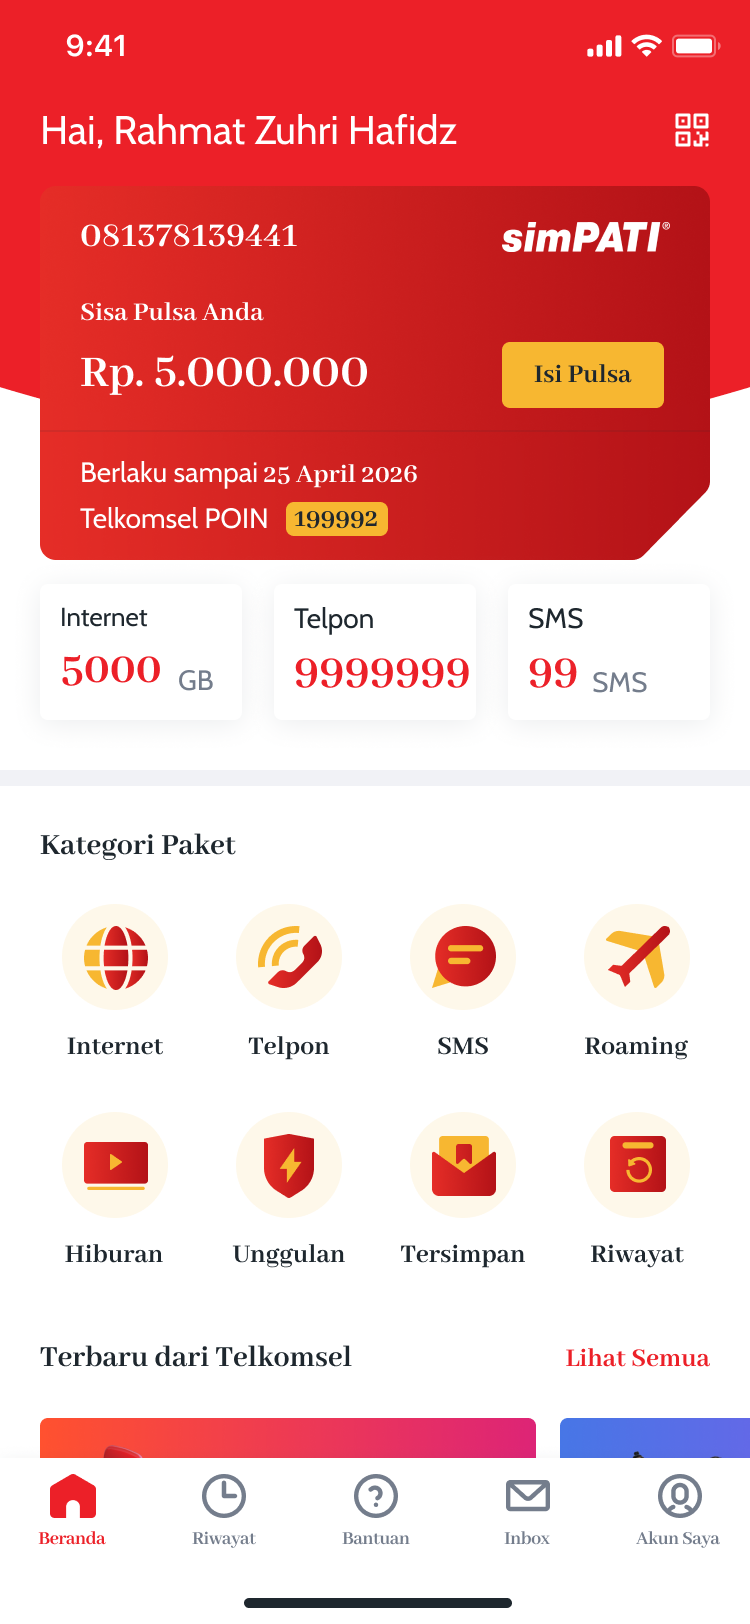 9:41
Hai, Rahmat Zuhri Hafidz
081378139441
simPATI®
Sisa Pulsa Anda
Rp. 5.000.000
Isi Pulsa
Berlaku sampai 25 April 2026
Telkomsel POIN 199992
Internet
5000 GB
Telpon
9999999
SMS
99 SMS
Kategori Paket
Internet
Telpon
SMS
Roaming
Hiburan
Unggulan
Tersimpan
Riwayat
Terbaru dari Telkomsel
Lihat Semua
Beranda
Riwayat
Bantuan
Inbox
Akun Saya